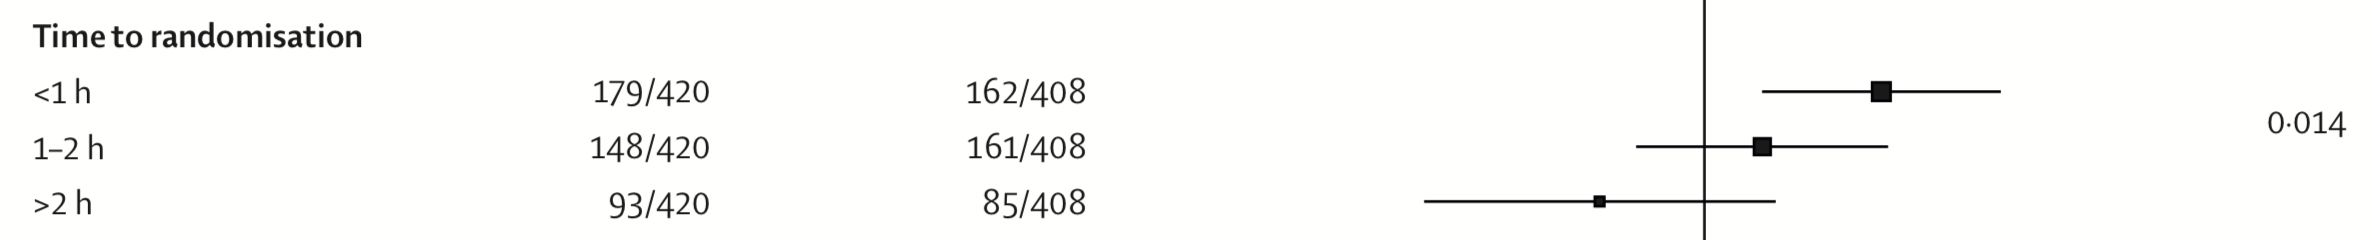 Time to randomisation
<1 h 179/420 162/408
0·014
1–2 h 148/420 161/408
>2 h 93/420 85/408